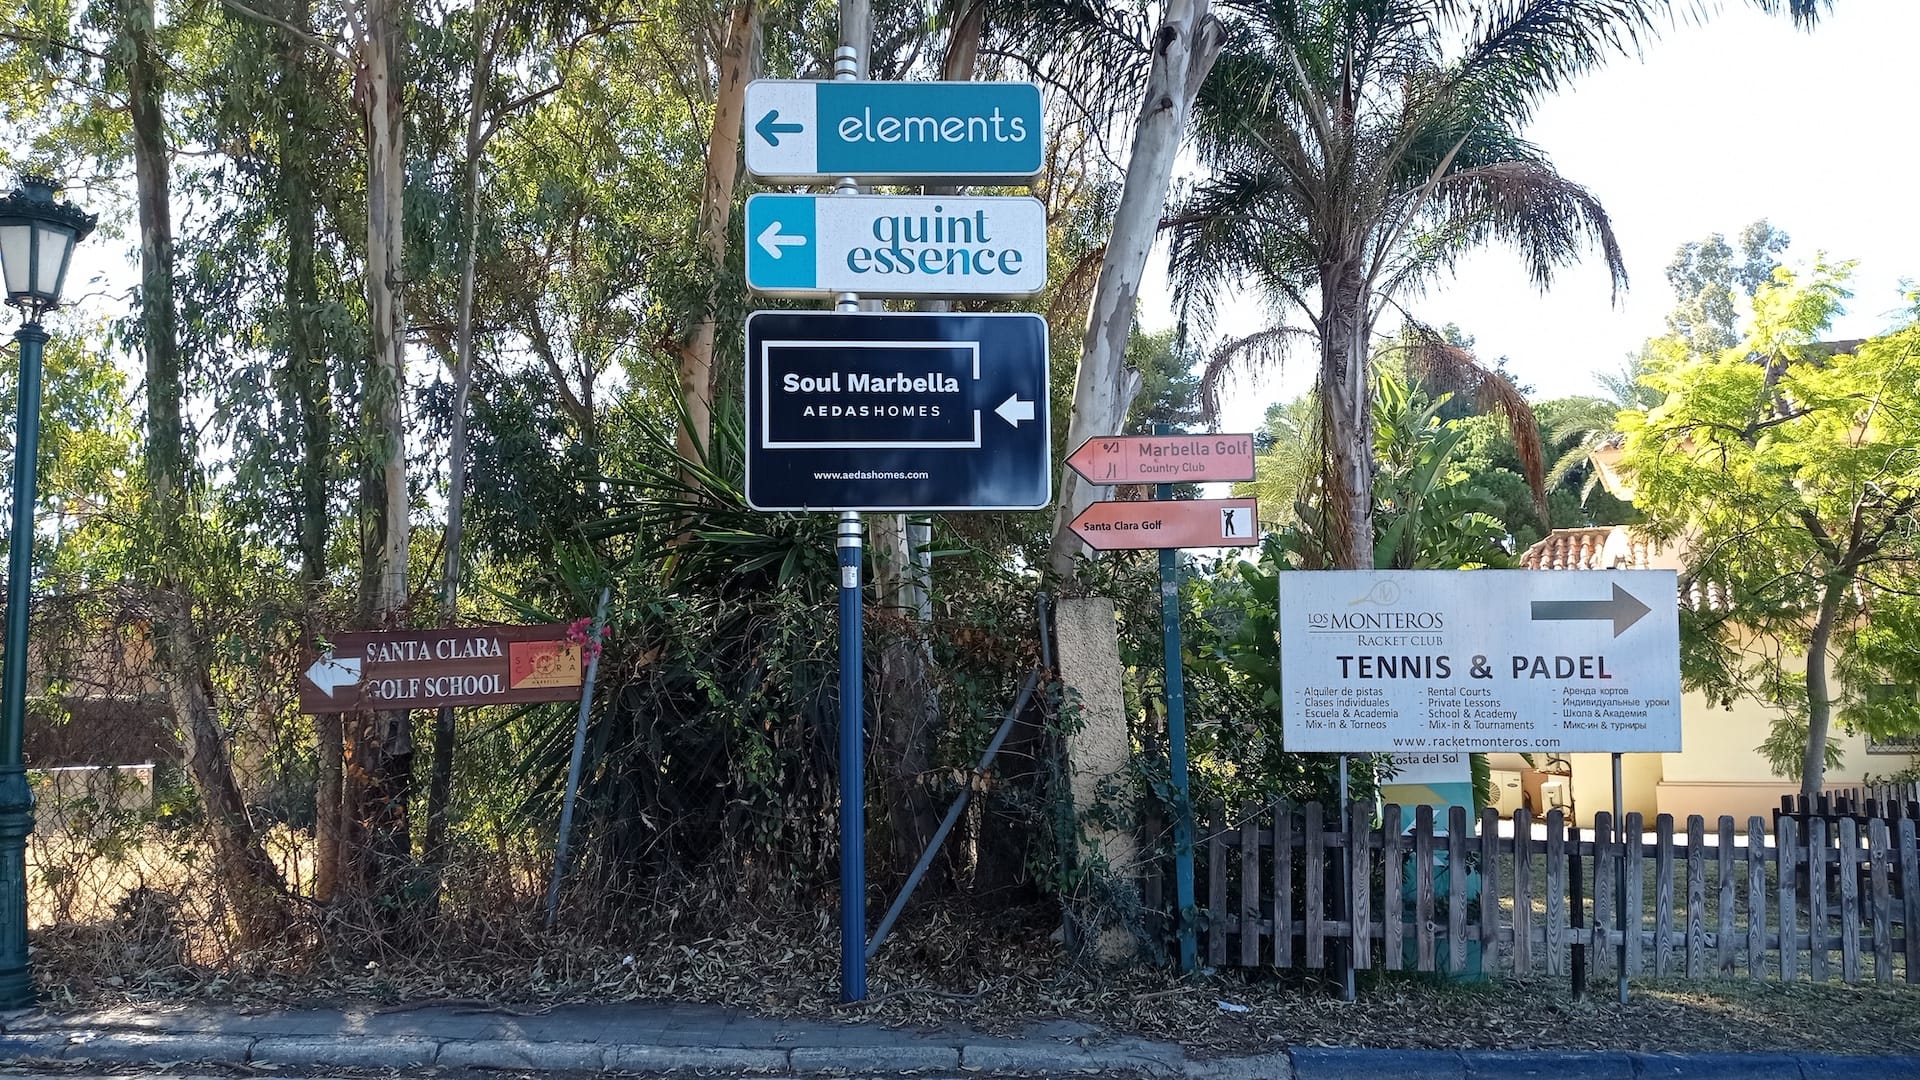 elements
quint
essence
Soul Marbella
AEDASHOMES
www.aedashomes.com
Marbella Golf
Country Club
Santa Clara Golf
SANTA CLARA
GOLF SCHOOL
SANTA
CLARA
MARBELLA
LOS MONTEROS
RACKET CLUB
TENNIS & PADEL
- Alquiler de pistas
- Clases individuales
- Escuela & Academia
- Mix-in & Torneos
- Rental Courts
- Private Lessons
- School & Academy
- Mix-in & Tournaments
- Аренда кортов
- Индивидуальные уроки
- Школа & Академия
- Микс-ин & турниры
www.racketmonteros.com
Costa del Sol